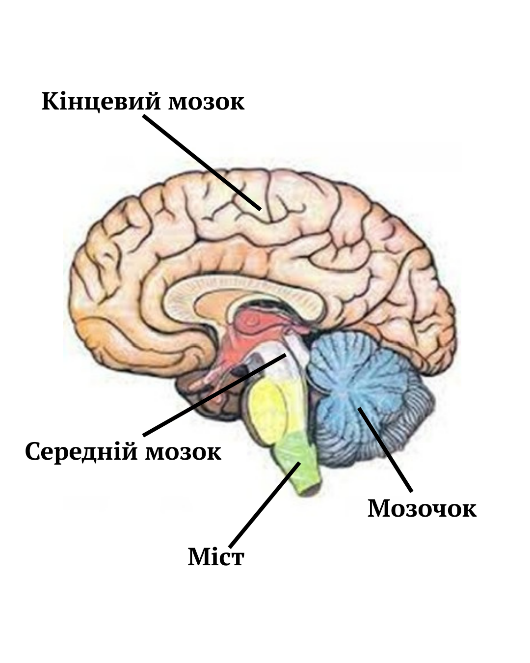 Кінцевий мозок
Середній мозок
Мозочок
Міст